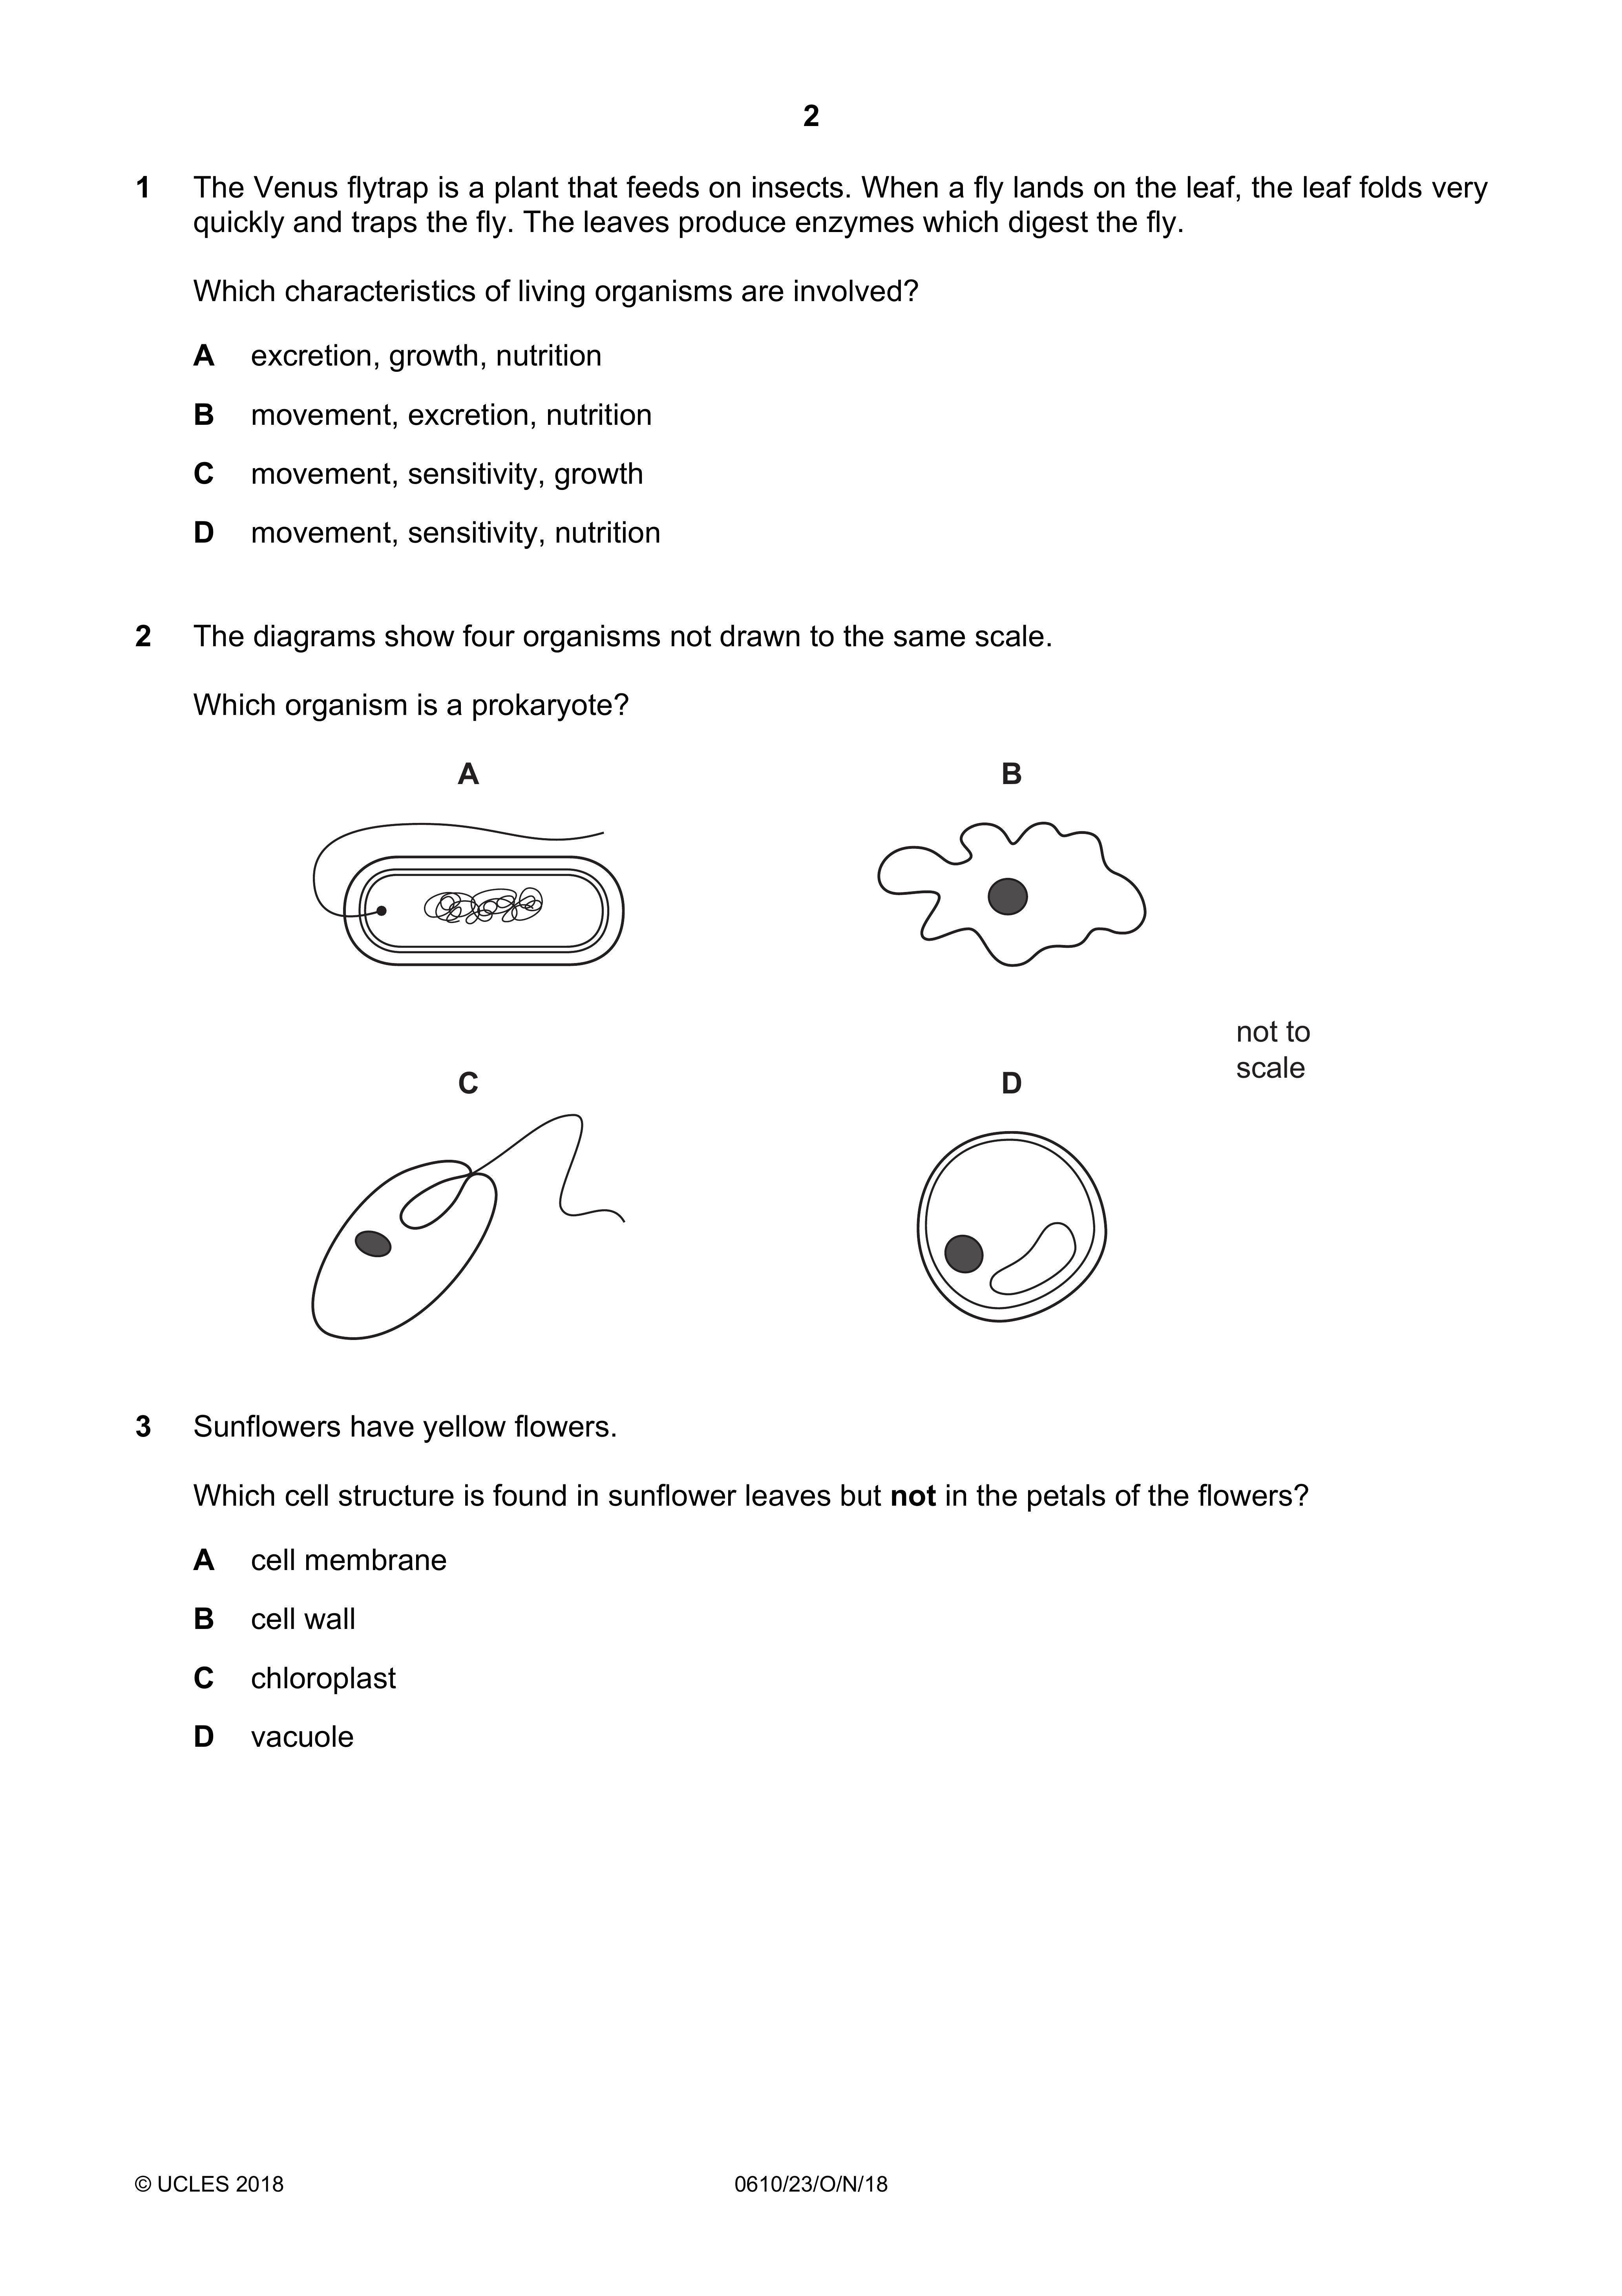 2
1 The Venus flytrap is a plant that feeds on insects. When a fly lands on the leaf, the leaf folds very
quickly and traps the fly. The leaves produce enzymes which digest the fly.
Which characteristics of living organisms are involved?
A excretion, growth, nutrition
B movement, excretion, nutrition
C movement, sensitivity, growth
D movement, sensitivity, nutrition
2 The diagrams show four organisms not drawn to the same scale.
Which organism is a prokaryote?
A B
not to
scale
C D
3 Sunflowers have yellow flowers.
Which cell structure is found in sunflower leaves but not in the petals of the flowers?
A cell membrane
B cell wall
C chloroplast
D vacuole
© UCLES 2018 0610/23/O/N/18